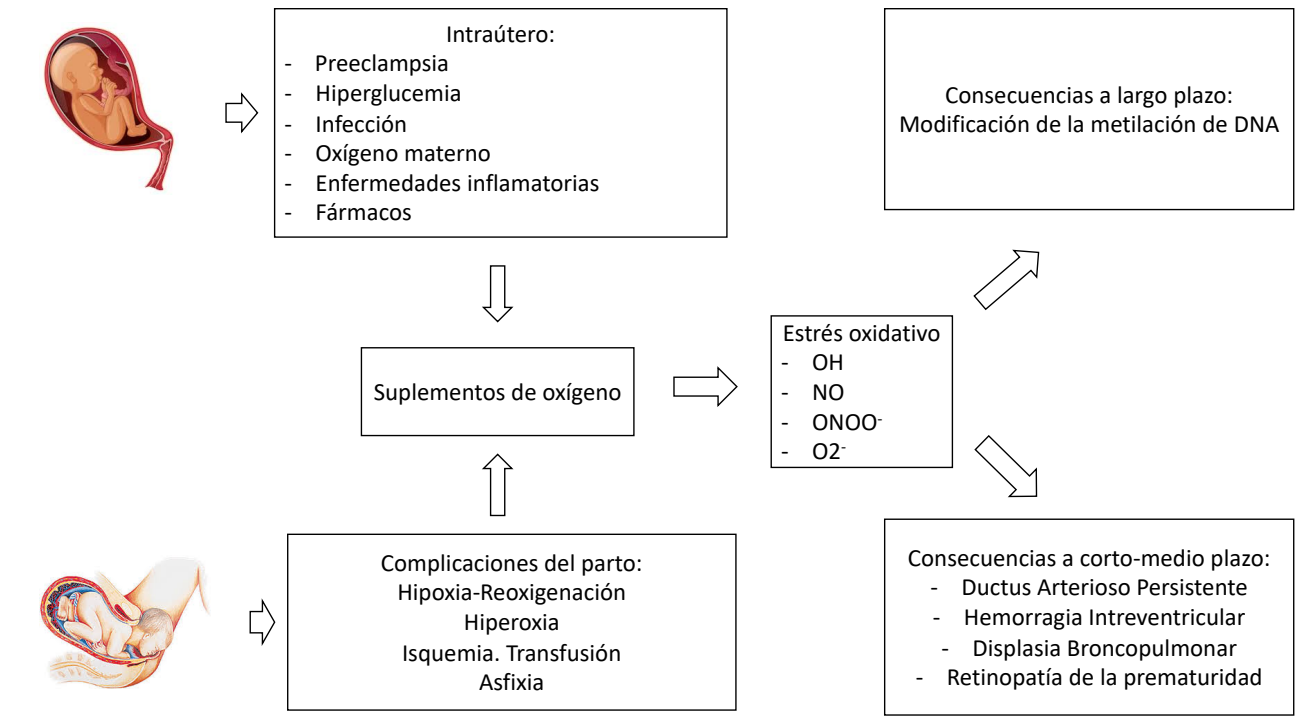 Intraútero:
- Preeclampsia
- Hiperglucemia
- Infección
- Oxígeno materno
- Enfermedades inflamatorias
- Fármacos
Suplementos de oxígeno
Complicaciones del parto:
Hipoxia-Reoxigenación
Hiperoxia
Isquemia. Transfusión
Asfixia
Estrés oxidativo
- OH
- NO
- ONOO⁻
- O2⁻
Consecuencias a largo plazo:
Modificación de la metilación de DNA
Consecuencias a corto-medio plazo:
- Ductus Arterioso Persistente
- Hemorragia Intreventricular
- Displasia Broncopulmonar
- Retinopatía de la prematuridad